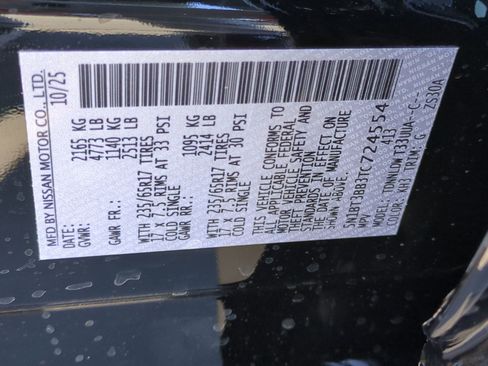 MFD BY NISSAN MOTOR CO., LTD.
DATE: 10/25
GVWR: 2165 KG
4773 LB
GAWR FR.: 1140 KG
2513 LB
WITH 235/65R17 TIRES
17 X 7.5 RIMS AT 33 PSI
COLD SINGLE
GAWR RR.: 1095 KG
2414 LB
WITH 235/65R17 TIRES
17 X 7.5 RIMS AT 30 PSI
COLD SINGLE
THIS VEHICLE CONFORMS TO
ALL APPLICABLE FEDERAL
MOTOR VEHICLE SAFETY AND
THEFT PREVENTION
STANDARDS IN EFFECT ON
THE DATE OF MANUFACTURE
SHOWN ABOVE.
MPV
COLOR: KH3 TRIM: G
ZS30A